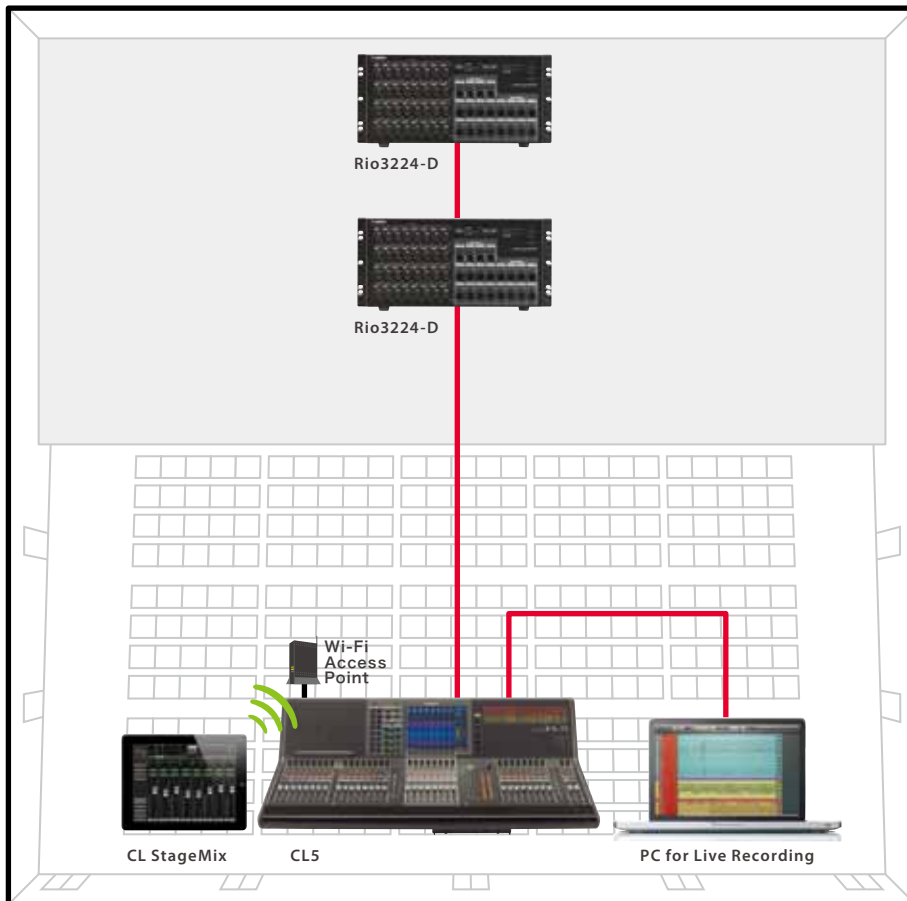 Rio3224-D
Rio3224-D
Wi-Fi
Access
Point
CL StageMix
CL5
PC for Live Recording